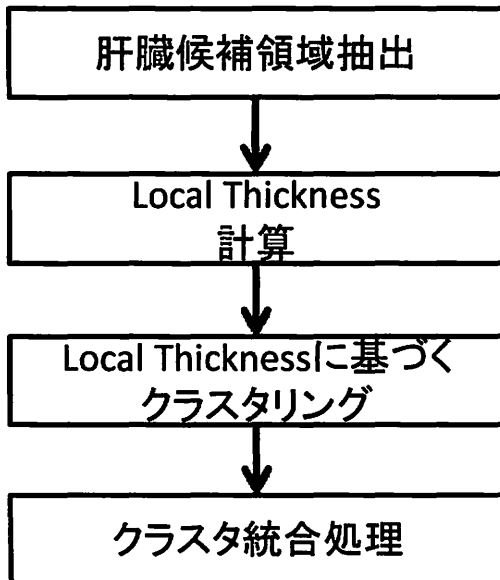 肝臓候補領域抽出
Local Thickness
計算
Local Thicknessに基づく
クラスタリング
クラスタ統合処理